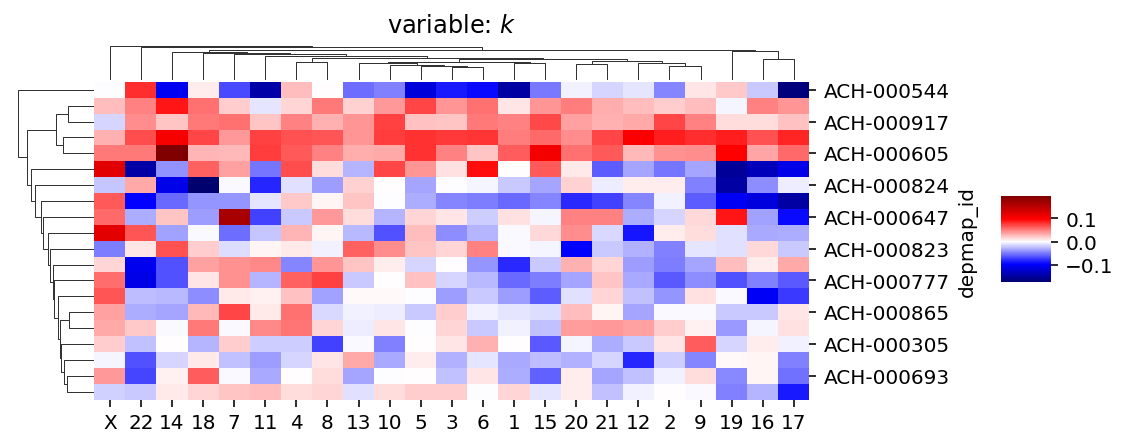 variable: k
ACH-000544
ACH-000917
ACH-000605
ACH-000824
ACH-000647
ACH-000823
ACH-000777
ACH-000865
ACH-000305
ACH-000693
depmap_id
0.1
0.0
−0.1
X 22 14 18 7 11 4 8 13 10 5 3 6 1 15 20 21 12 2 9 19 16 17